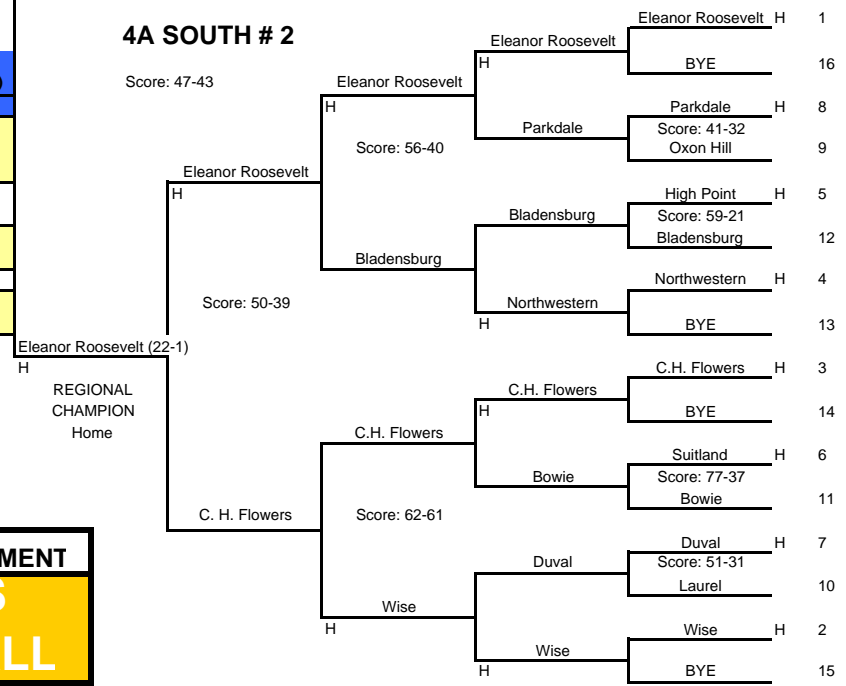 4A SOUTH # 2
Score: 47-43
Eleanor Roosevelt H 1
BYE 16
Parkdale H 8
Score: 41-32
Oxon Hill 9
High Point H 5
Score: 59-21
Bladensburg 12
Northwestern H 4
BYE 13
C.H. Flowers H 3
BYE 14
Suitland H 6
Score: 77-37
Bowie 11
Duval H 7
Score: 51-31
Laurel 10
Wise H 2
BYE 15
Eleanor Roosevelt
H
Parkdale
Bladensburg
Northwestern
H
C.H. Flowers
H
Bowie
Duval
Wise
H
Eleanor Roosevelt
H
Score: 56-40
Bladensburg
C.H. Flowers
Score: 62-61
Wise
H
Eleanor Roosevelt
H
Score: 50-39
C. H. Flowers
Eleanor Roosevelt (22-1)
H
REGIONAL
CHAMPION
Home
MENT
S
LL